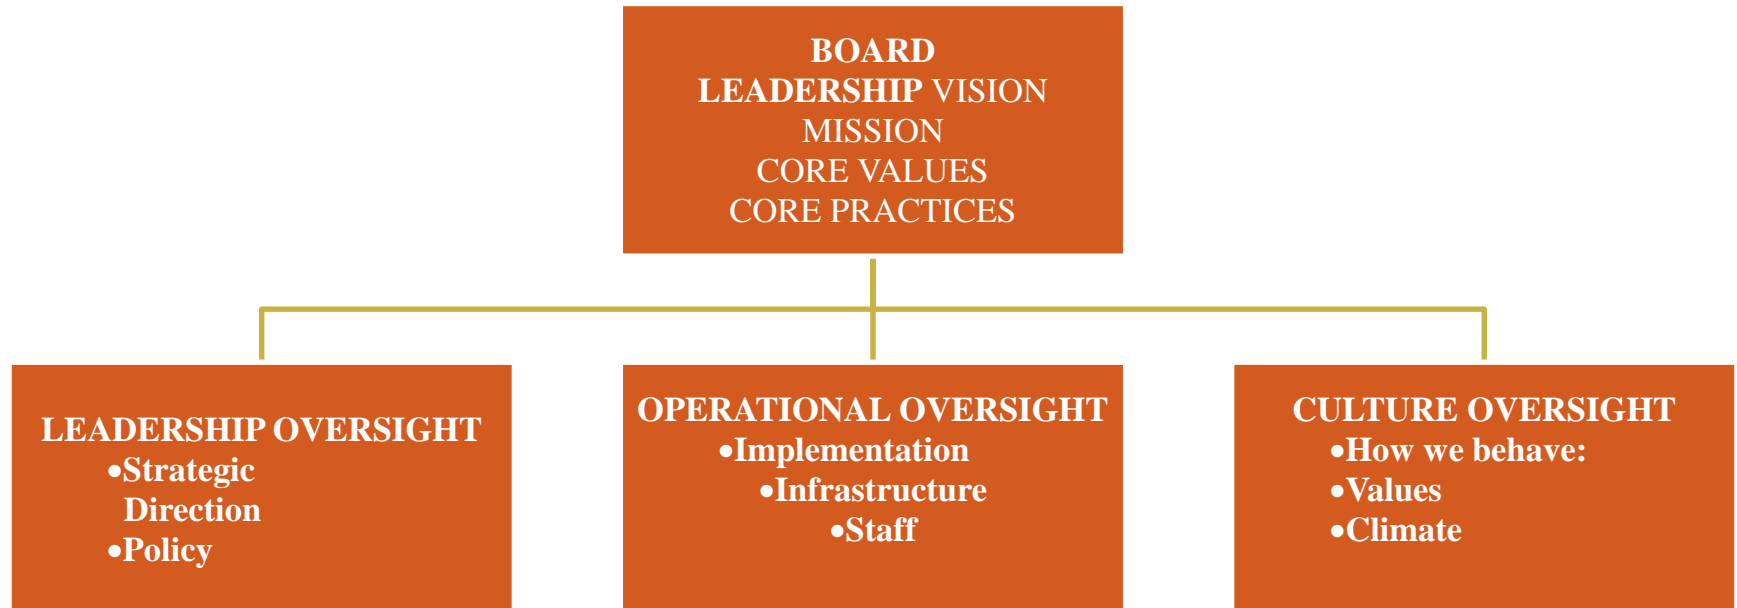 BOARD
LEADERSHIP VISION
MISSION
CORE VALUES
CORE PRACTICES
LEADERSHIP OVERSIGHT
•Strategic
Direction
•Policy
OPERATIONAL OVERSIGHT
•Implementation
•Infrastructure
•Staff
CULTURE OVERSIGHT
•How we behave:
•Values
•Climate